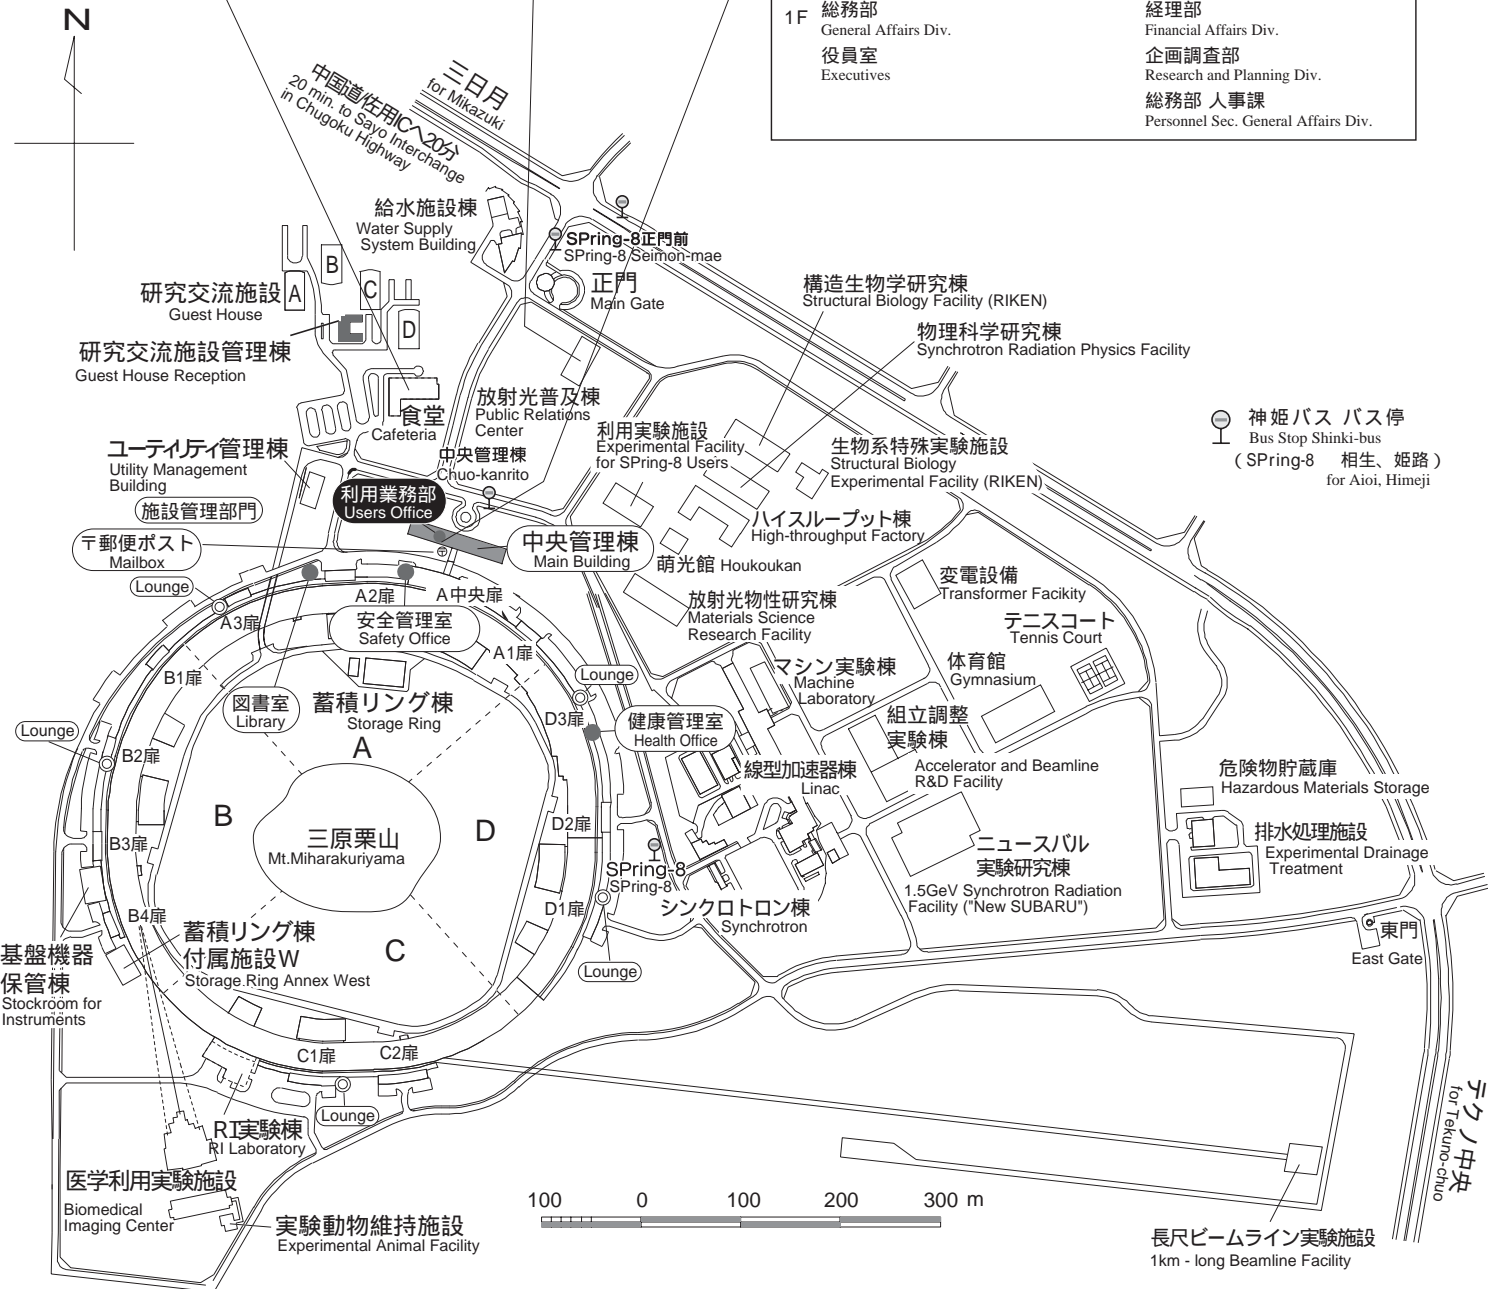 N
1F
総務部
General Affairs Div.
役員室
Executives
経理部
Financial Affairs Div.
企画調査部
Research and Planning Div.
総務部 人事課
Personnel Sec. General Affairs Div.
三日月
for Mikazuki
中国道/佐用ICへ20分
20 min. to Sayo Interchange
in Chugoku Highway
給水施設棟
Water Supply
System Building
SPring-8正門前
SPring-8 Seimon-mae
正門
Main Gate
A
B
C
D
研究交流施設
Guest House
研究交流施設管理棟
Guest House Reception
構造生物学研究棟
Structural Biology Facility (RIKEN)
物理科学研究棟
Synchrotron Radiation Physics Facility
放射光普及棟
Public Relations
Center
食堂
Cafeteria
神姫バス バス停
Bus Stop Shinki-bus
(SPring-8 相生、姫路)
for Aioi, Himeji
利用実験施設
Experimental Facility
for SPring-8 Users
生物系特殊実験施設
Structural Biology
Experimental Facility (RIKEN)
ユーティリティ管理棟
Utility Management
Building
中央管理棟
Chuo-kanrito
利用業務部
Users Office
施設管理部門
〒郵便ポスト
Mailbox
中央管理棟
Main Building
ハイスループット棟
High-throughput Factory
萌光館 Houkoukan
変電設備
Transformer Facikity
Lounge
A2扉
A中央扉
A3扉
安全管理室
Safety Office
放射光物性研究棟
Materials Science
Research Facility
テニスコート
Tennis Court
A1扉
B1扉
マシン実験棟
Machine
Laboratory
体育館
Gymnasium
Lounge
図書室
Library
蓄積リング棟
Storage Ring
D3扉
健康管理室
Health Office
組立調整
実験棟
Accelerator and Beamline
R&D Facility
Lounge
B2扉
A
線型加速器棟
Linac
危険物貯蔵庫
Hazardous Materials Storage
B
三原栗山
Mt.Miharakuriyama
D
D2扉
B3扉
排水処理施設
Experimental Drainage
Treatment
ニュースバル
実験研究棟
1.5GeV Synchrotron Radiation
Facility ("New SUBARU")
SPring-8
SPring-8
D1扉
シンクロトロン棟
Synchrotron
B4扉
蓄積リング棟
付属施設W
Storage Ring Annex West
C
東門
East Gate
基盤機器
保管棟
Stockroom for
Instruments
Lounge
C1扉
C2扉
テクノ中央
for Tekuno-chuo
Lounge
RI実験棟
RI Laboratory
医学利用実験施設
Biomedical
Imaging Center
実験動物維持施設
Experimental Animal Facility
100 0 100 200 300 m
長尺ビームライン実験施設
1km - long Beamline Facility